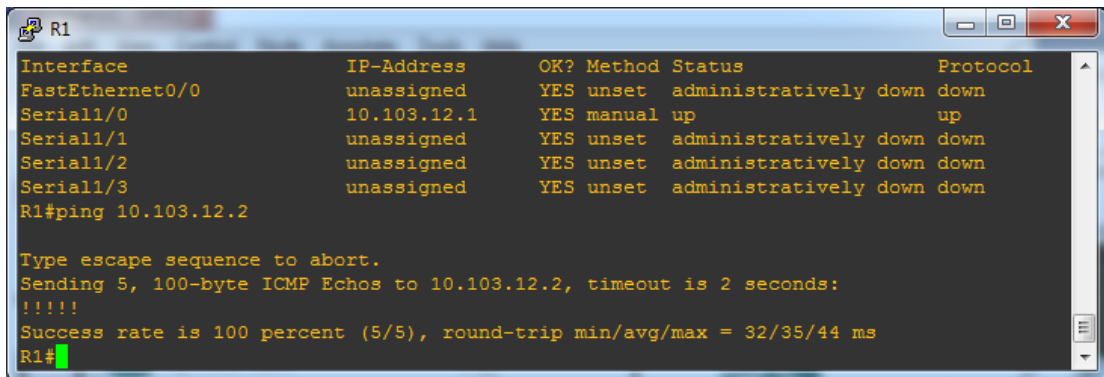 R1
Interface                  IP-Address      OK? Method Status                Protocol
FastEthernet0/0            unassigned      YES unset  administratively down down
Serial1/0                  10.103.12.1     YES manual up                    up
Serial1/1                  unassigned      YES unset  administratively down down
Serial1/2                  unassigned      YES unset  administratively down down
Serial1/3                  unassigned      YES unset  administratively down down
R1#ping 10.103.12.2
Type escape sequence to abort.
Sending 5, 100-byte ICMP Echos to 10.103.12.2, timeout is 2 seconds:
!!!!!
Success rate is 100 percent (5/5), round-trip min/avg/max = 32/35/44 ms
R1#